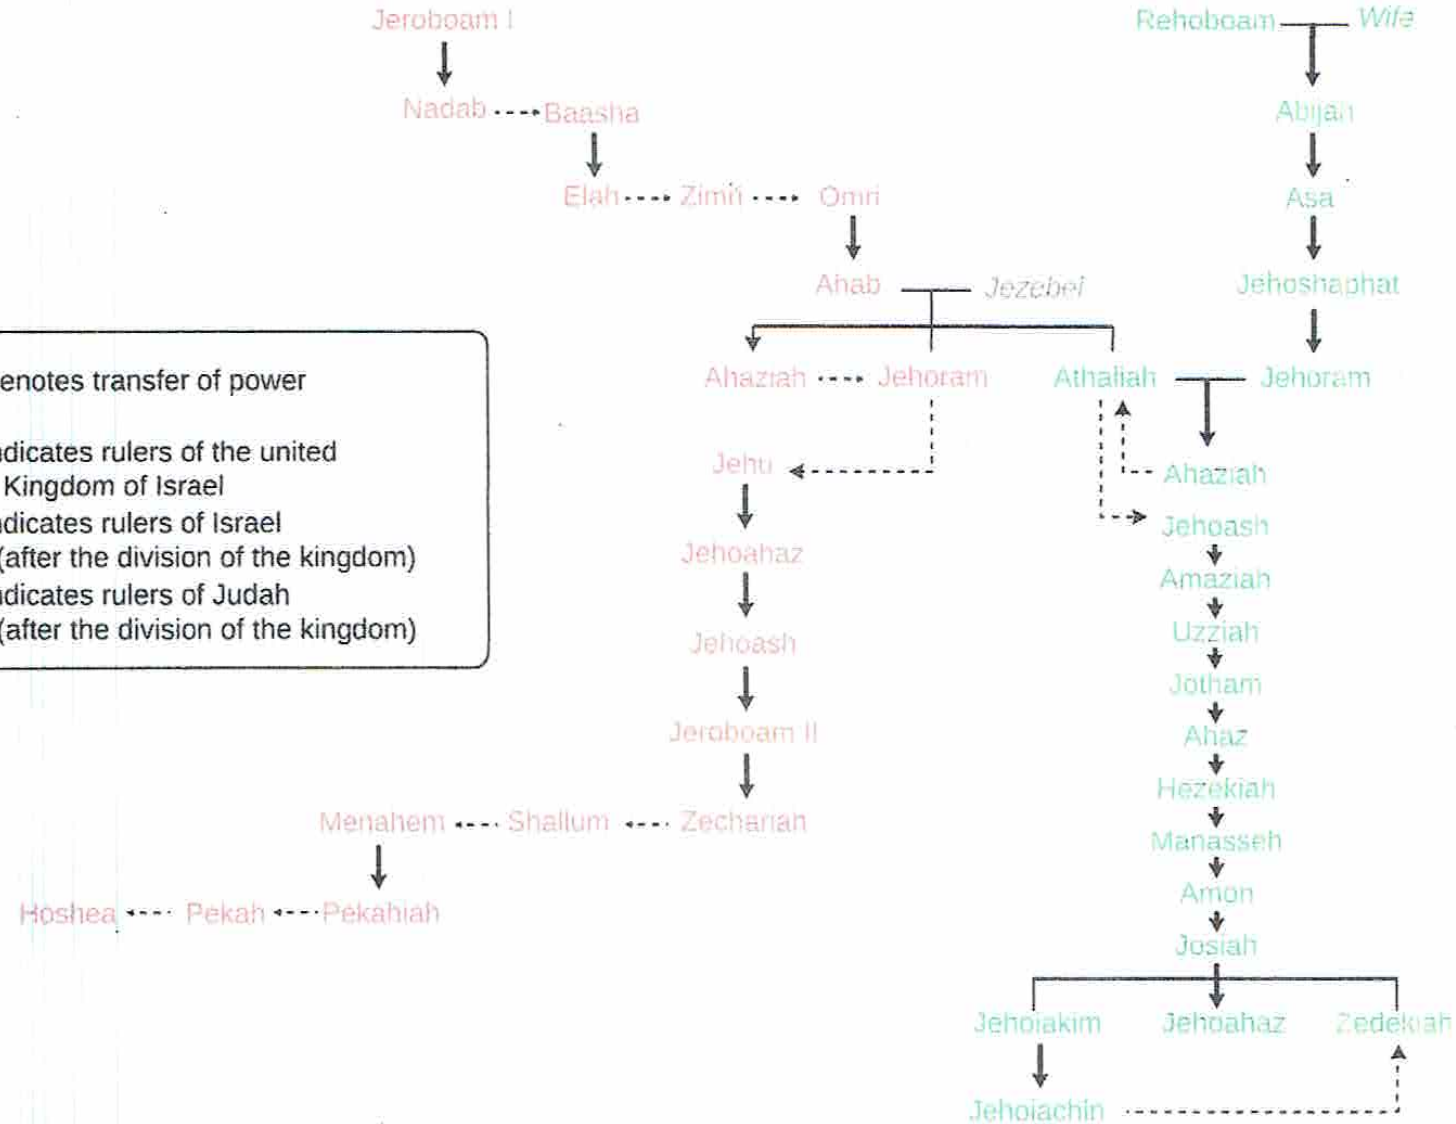 Jeroboam I
Rehoboam Wife
Nadab Baasha
Abijah
Elah Zimri Omri
Asa
Ahab Jezebel
Jehoshaphat
enotes transfer of power
Ahaziah Jehoram Athaliah Jehoram
ndicates rulers of the united
Kingdom of Israel
Jehu
Ahaziah
ndicates rulers of Israel
(after the division of the kingdom)
Jehoash
Jehoahaz
Amaziah
ndicates rulers of Judah
(after the division of the kingdom)
Uzziah
Jehoash
Jotham
Jeroboam II
Ahaz
Hezekiah
Menahem Shallum Zechariah
Manasseh
Amon
Hoshea Pekah Pekahiah
Josiah
Jehoiakim Jehoahaz Zedekiah
Jehoiachin